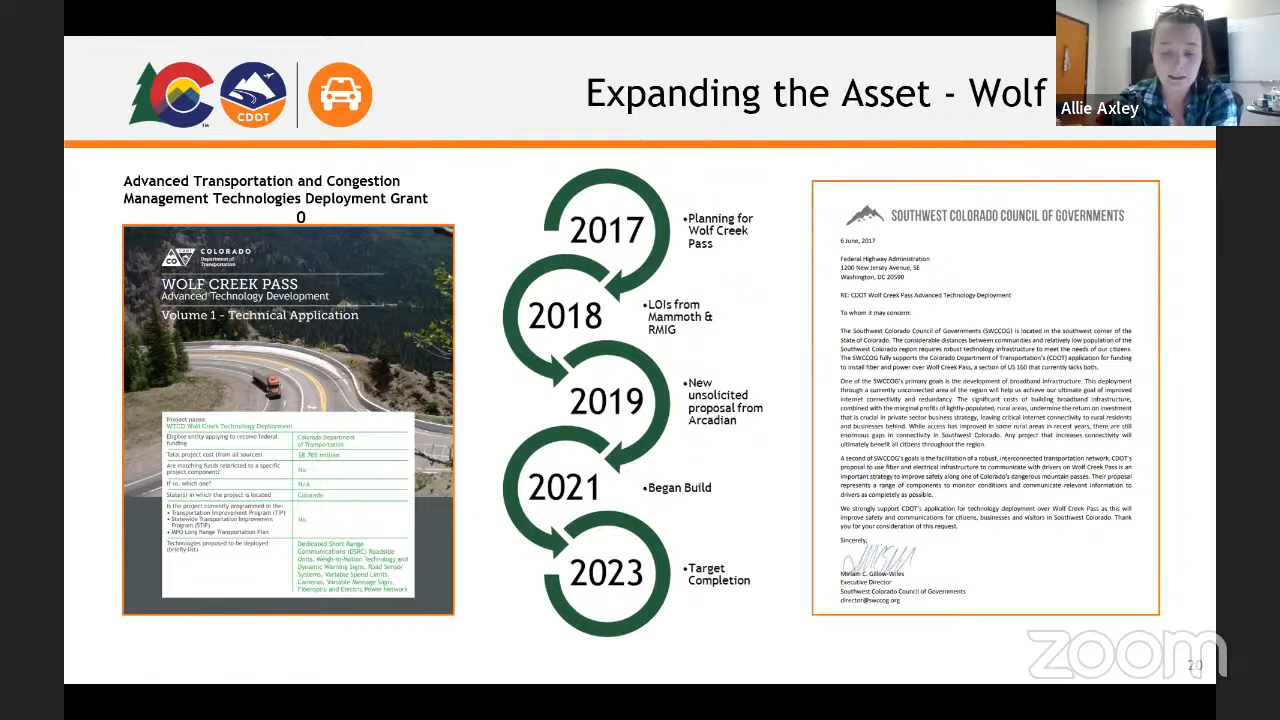 CDOT
TM
Expanding the Asset - Wolf
Allie Axley
Advanced Transportation and Congestion
Management Technologies Deployment Grant
0
COLORADO
Department of
Transportation
WOLF CREEK PASS
Advanced Technology Development
Volume 1 - Technical Application
Project name:
WTCD Wolf Creek Technology Deployment
Eligible entity applying to receive federal
funding
Colorado Department
of Transportation
Total project cost (from all sources)
$8.765 million
Are matching funds restricted to a specific
project component?
No
If so, which one?
N/A
State(s) in which the project is located
Colorado
Is the project currently programmed in the:
• Transportation Improvement Program (TIP)
• Statewide Transportation Improvement
Program (STIP)
• MPO Long Range Transportation Plan
No
Technologies proposed to be deployed
(briefly list)
Dedicated Short Range
Communications (DSRC) Roadside
Units, Weigh-in-Motion Technology and
Dynamic Warning Signs, Road Sensor
Systems, Variable Speed Limits,
Cameras, Variable Message Signs,
Fiberoptic and Electric Power Network
2017
•Planning for
Wolf Creek
Pass
2018
•LOIs from
Mammoth &
RMIG
2019
•New
unsolicited
proposal from
Arcadian
2021
•Began Build
2023
•Target
Completion
SOUTHWEST COLORADO COUNCIL OF GOVERNMENTS
6 June, 2017
Federal Highway Administration
1200 New Jersey Avenue, SE
Washington, DC 20590
RE: CDOT Wolf Creek Pass Advanced Technology Deployment
To whom it may concern:
The Southwest Colorado Council of Governments (SWCCOG) is located in the southwest corner of the
State of Colorado. The considerable distances between communities and relatively low population of the
Southwest Colorado region requires robust technology infrastructure to meet the needs of our citizens.
The SWCCOG fully supports the Colorado Department of Transportation's (CDOT) application for funding
to install fiber and power over Wolf Creek Pass, a section of US 160 that currently lacks both.
One of the SWCCOG's primary goals is the development of broadband infrastructure. This deployment
through a currently unconnected area of the region will help us achieve our ultimate goal of improved
internet connectivity and redundancy. The significant costs of building broadband infrastructure,
combined with the marginal profits of lightly-populated, rural areas, undermine the return on investment
that is crucial in private sector business strategy, leaving critical internet connectivity to rural residents
and businesses behind. While access has improved in some rural areas in recent years, there are still
enormous gaps in connectivity in Southwest Colorado. Any project that increases connectivity will
ultimately benefit all citizens throughout the region.
A second of SWCCOG's goals is the facilitation of a robust, interconnected transportation network. CDOT's
proposal to use fiber and electrical infrastructure to communicate with drivers on Wolf Creek Pass is an
important strategy to improve safety along one of Colorado's dangerous mountain passes. Their proposal
represents a range of components to monitor conditions and communicate relevant information to
drivers as completely as possible.
We strongly support CDOT's application for technology deployment over Wolf Creek Pass as this will
improve safety and communications for citizens, businesses and visitors in Southwest Colorado. Thank
you for your consideration of this request.
Sincerely,
Miriam C. Gillow-Wiles
Executive Director
Southwest Colorado Council of Governments
director@swccog.org
zoom
20